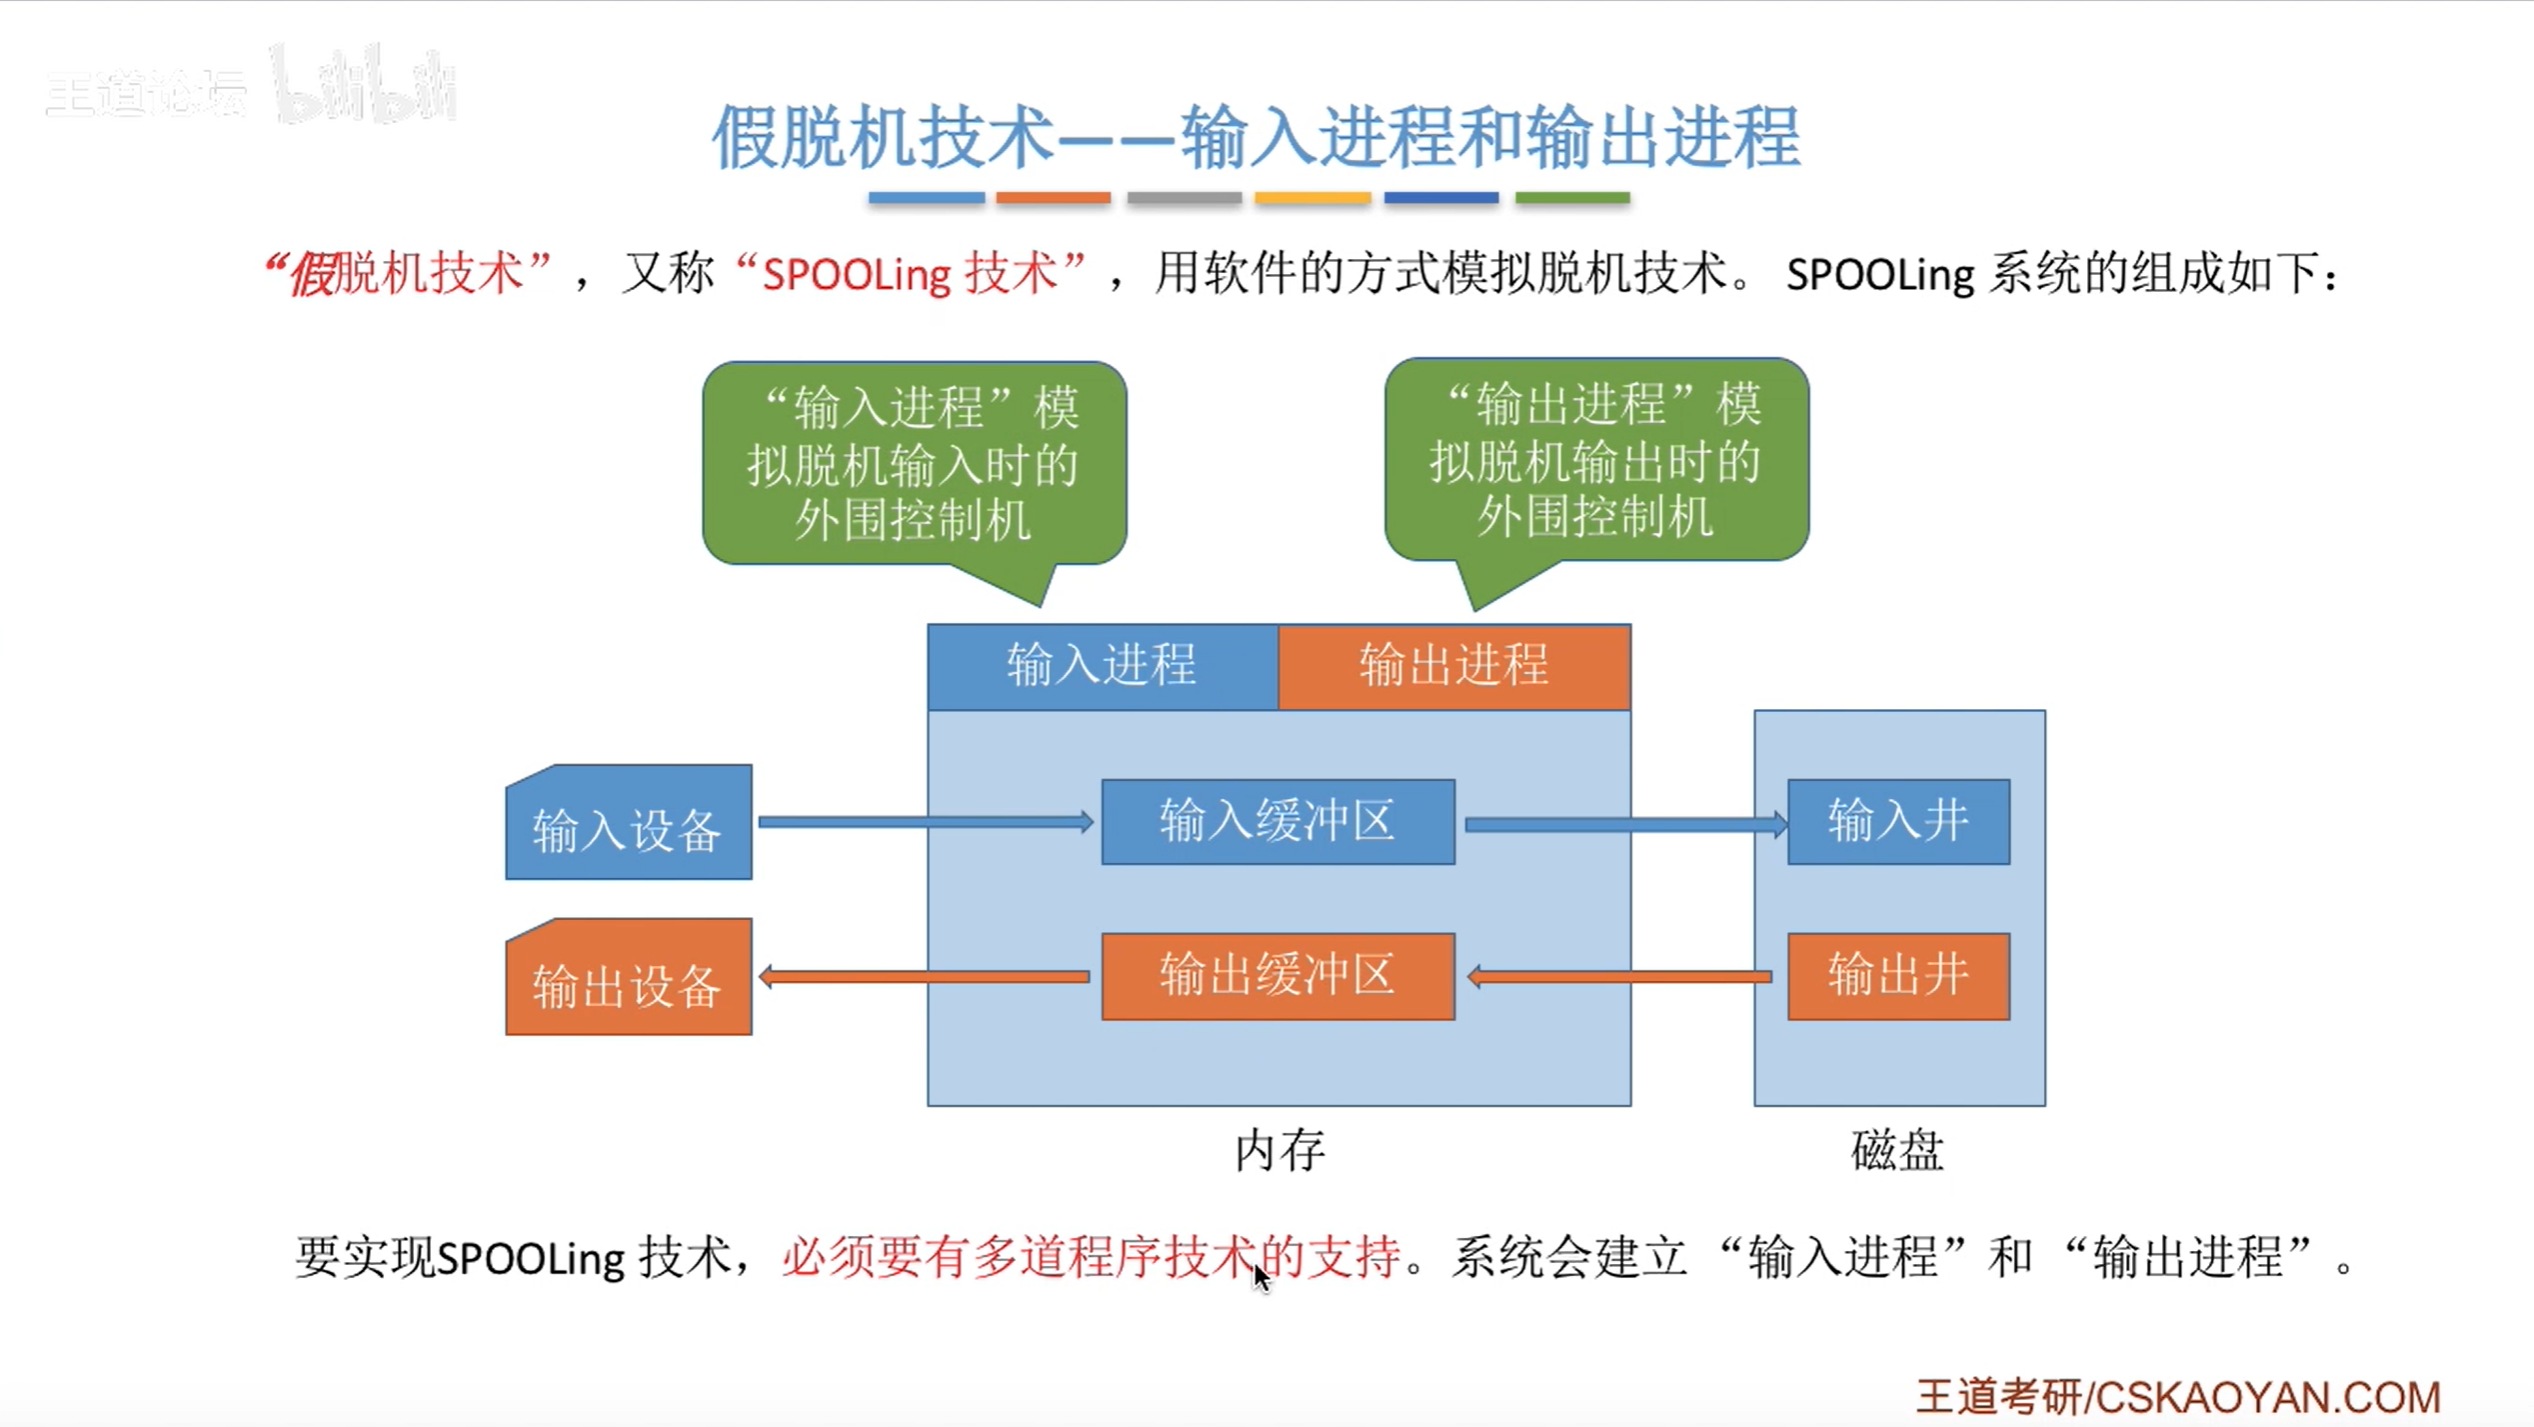 王道论坛 bilibili
假脱机技术——输入进程和输出进程
“假脱机技术”，又称“SPOOLing 技术”，用软件的方式模拟脱机技术。SPOOLing 系统的组成如下：
“输入进程”模
拟脱机输入时的
外围控制机
“输出进程”模
拟脱机输出时的
外围控制机
输入进程
输出进程
输入设备
输入缓冲区
输入井
输出设备
输出缓冲区
输出井
内存
磁盘
要实现SPOOLing 技术，必须要有多道程序技术的支持。系统会建立“输入进程”和“输出进程”。
王道考研/CSKAOYAN.COM